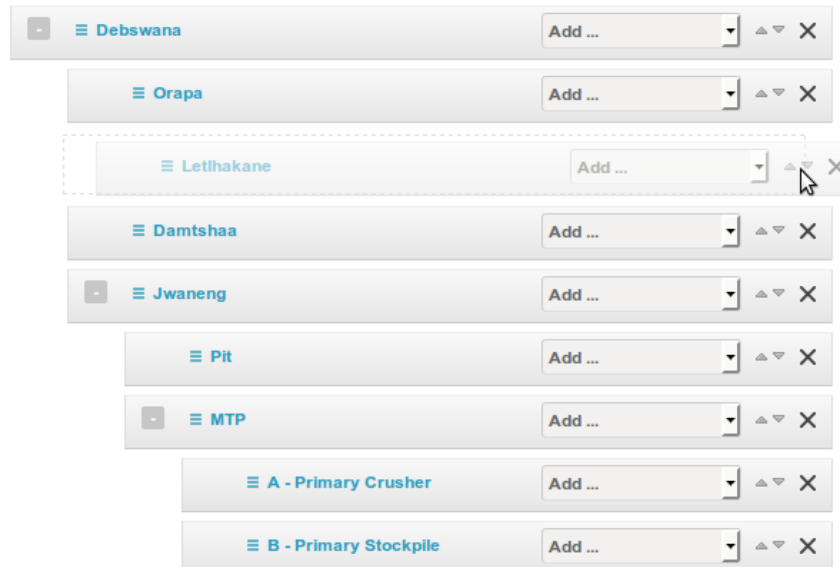 - Debswana Add ...
Orapa Add ...
Letlhakane Add ...
Damtshaa Add ...
- Jwaneng Add ...
Pit Add ...
- MTP Add ...
A - Primary Crusher Add ...
B - Primary Stockpile Add ...